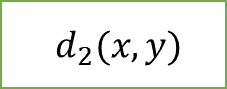 d₂(x, y)